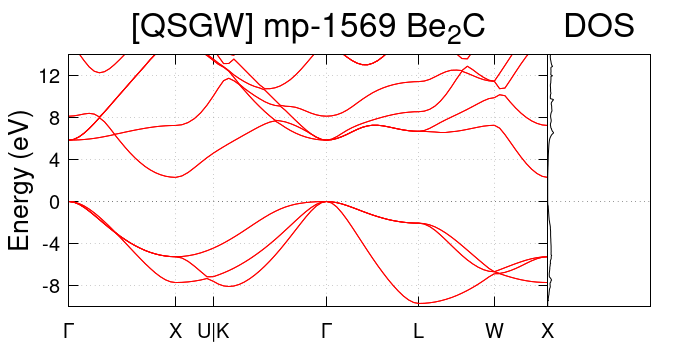 [QSGW] mp-1569 Be₂C DOS
Energy (eV)
12
8
4
0
-4
-8
Γ X U|K Γ L W X